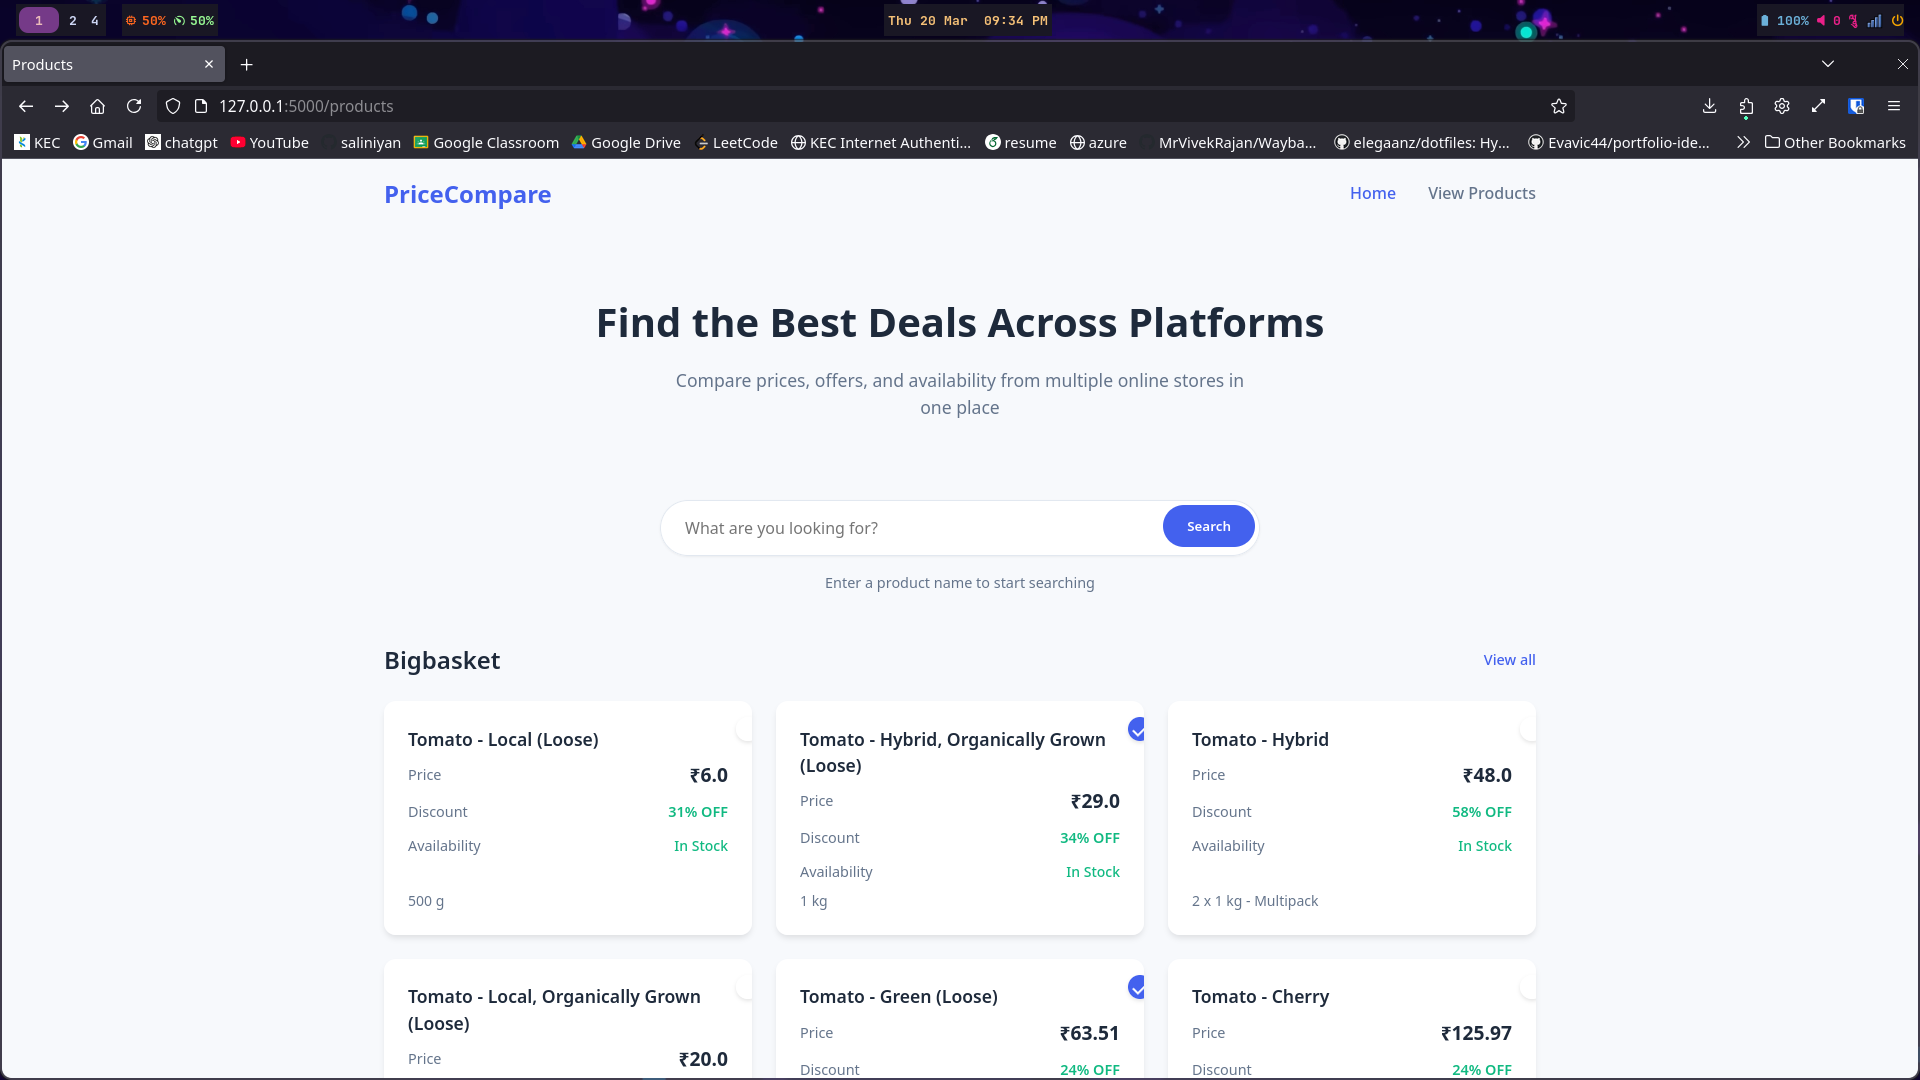 1 2 4 50% 50% Thu 20 Mar 09:34 PM 100% 0
Products
127.0.0.1:5000/products
KEC Gmail chatgpt YouTube saliniyan Google Classroom Google Drive LeetCode KEC Internet Authenti... resume azure MrVivekRajan/Wayba... elegaanz/dotfiles: Hy... Evavic44/portfolio-ide... Other Bookmarks
PriceCompare
Home View Products
Find the Best Deals Across Platforms
Compare prices, offers, and availability from multiple online stores in
one place
What are you looking for?
Search
Enter a product name to start searching
Bigbasket
View all
Tomato - Local (Loose)
Price ₹6.0
Discount 31% OFF
Availability In Stock
500 g
Tomato - Hybrid, Organically Grown
(Loose)
Price ₹29.0
Discount 34% OFF
Availability In Stock
1 kg
Tomato - Hybrid
Price ₹48.0
Discount 58% OFF
Availability In Stock
2 x 1 kg - Multipack
Tomato - Local, Organically Grown
(Loose)
Price ₹20.0
Tomato - Green (Loose)
Price ₹63.51
Discount 24% OFF
Tomato - Cherry
Price ₹125.97
Discount 24% OFF